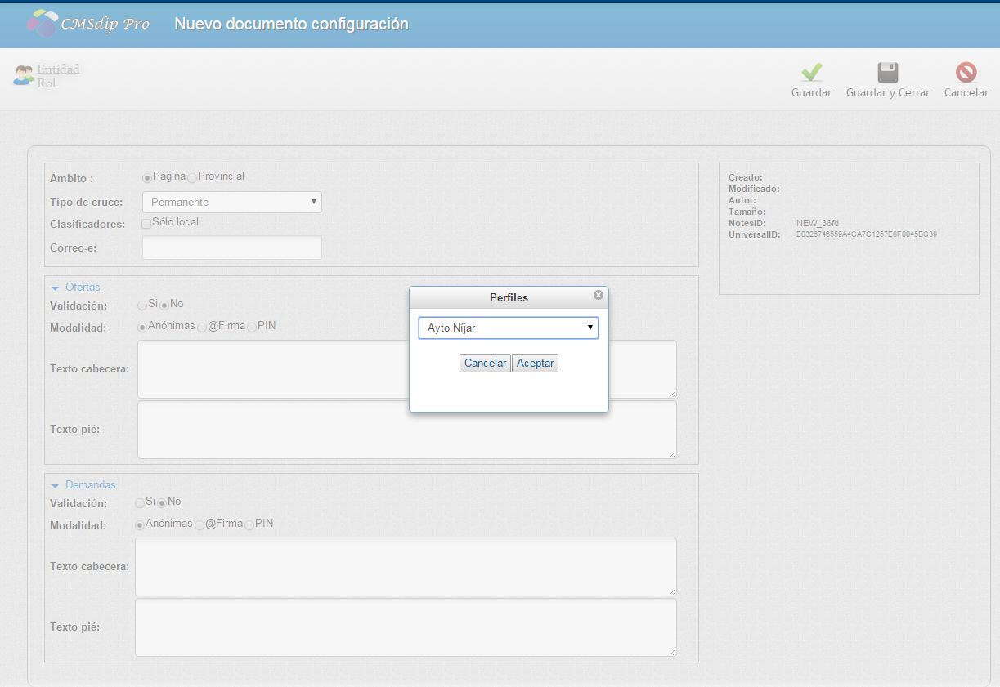 CMSdip Pro Nuevo documento configuración
Entidad
Rol
Guardar Guardar y Cerrar Cancelar
Ámbito : Página Provincial
Tipo de cruce: Permanente
Clasificadores: Sólo local
Correo-e:
Creado:
Modificado:
Autor:
Tamaño:
NotesID: NEW_36fd
UniversalID: E0326746559A4CA7C1257E8F0045BC39
Ofertas
Validación: Si No
Modalidad: Anónimas @Firma PIN
Texto cabecera:
Texto pié:
Perfiles
Ayto.Níjar
Cancelar Aceptar
Demandas
Validación: Si No
Modalidad: Anónimas @Firma PIN
Texto cabecera:
Texto pié: